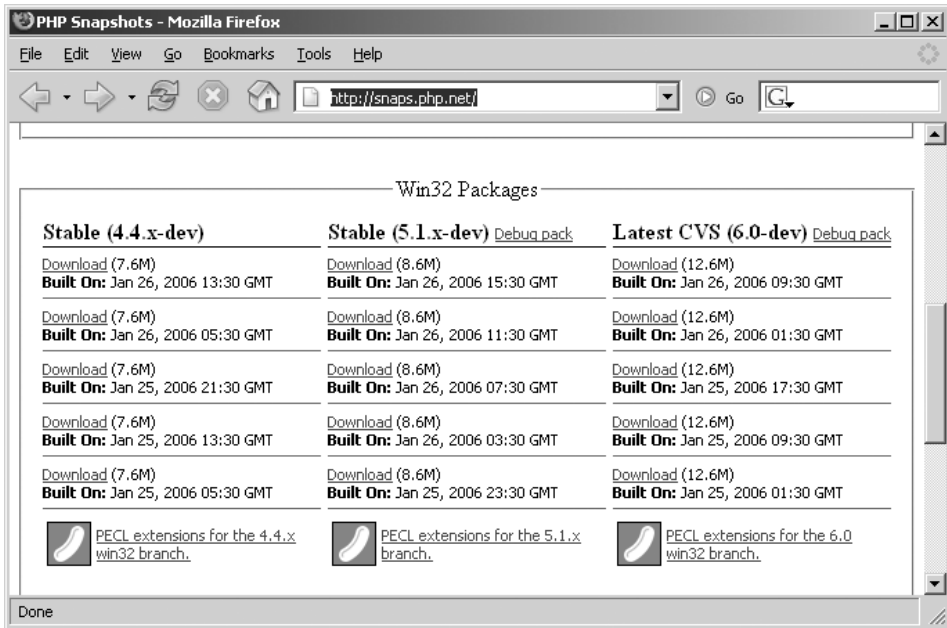 PHP Snapshots - Mozilla Firefox
File Edit View Go Bookmarks Tools Help
http://snaps.php.net/ Go G
Win32 Packages
Stable (4.4.x-dev)
Download (7.6M)
Built On: Jan 26, 2006 13:30 GMT
Download (7.6M)
Built On: Jan 26, 2006 05:30 GMT
Download (7.6M)
Built On: Jan 25, 2006 21:30 GMT
Download (7.6M)
Built On: Jan 25, 2006 13:30 GMT
Download (7.6M)
Built On: Jan 25, 2006 05:30 GMT
PECL extensions for the 4.4.x
win32 branch.
Stable (5.1.x-dev) Debug pack
Download (8.6M)
Built On: Jan 26, 2006 15:30 GMT
Download (8.6M)
Built On: Jan 26, 2006 11:30 GMT
Download (8.6M)
Built On: Jan 26, 2006 07:30 GMT
Download (8.6M)
Built On: Jan 26, 2006 03:30 GMT
Download (8.6M)
Built On: Jan 25, 2006 23:30 GMT
PECL extensions for the 5.1.x
branch.
Latest CVS (6.0-dev) Debug pack
Download (12.6M)
Built On: Jan 26, 2006 09:30 GMT
Download (12.6M)
Built On: Jan 26, 2006 01:30 GMT
Download (12.6M)
Built On: Jan 25, 2006 17:30 GMT
Download (12.6M)
Built On: Jan 25, 2006 09:30 GMT
Download (12.6M)
Built On: Jan 25, 2006 01:30 GMT
PECL extensions for the 6.0
win32 branch.
Done